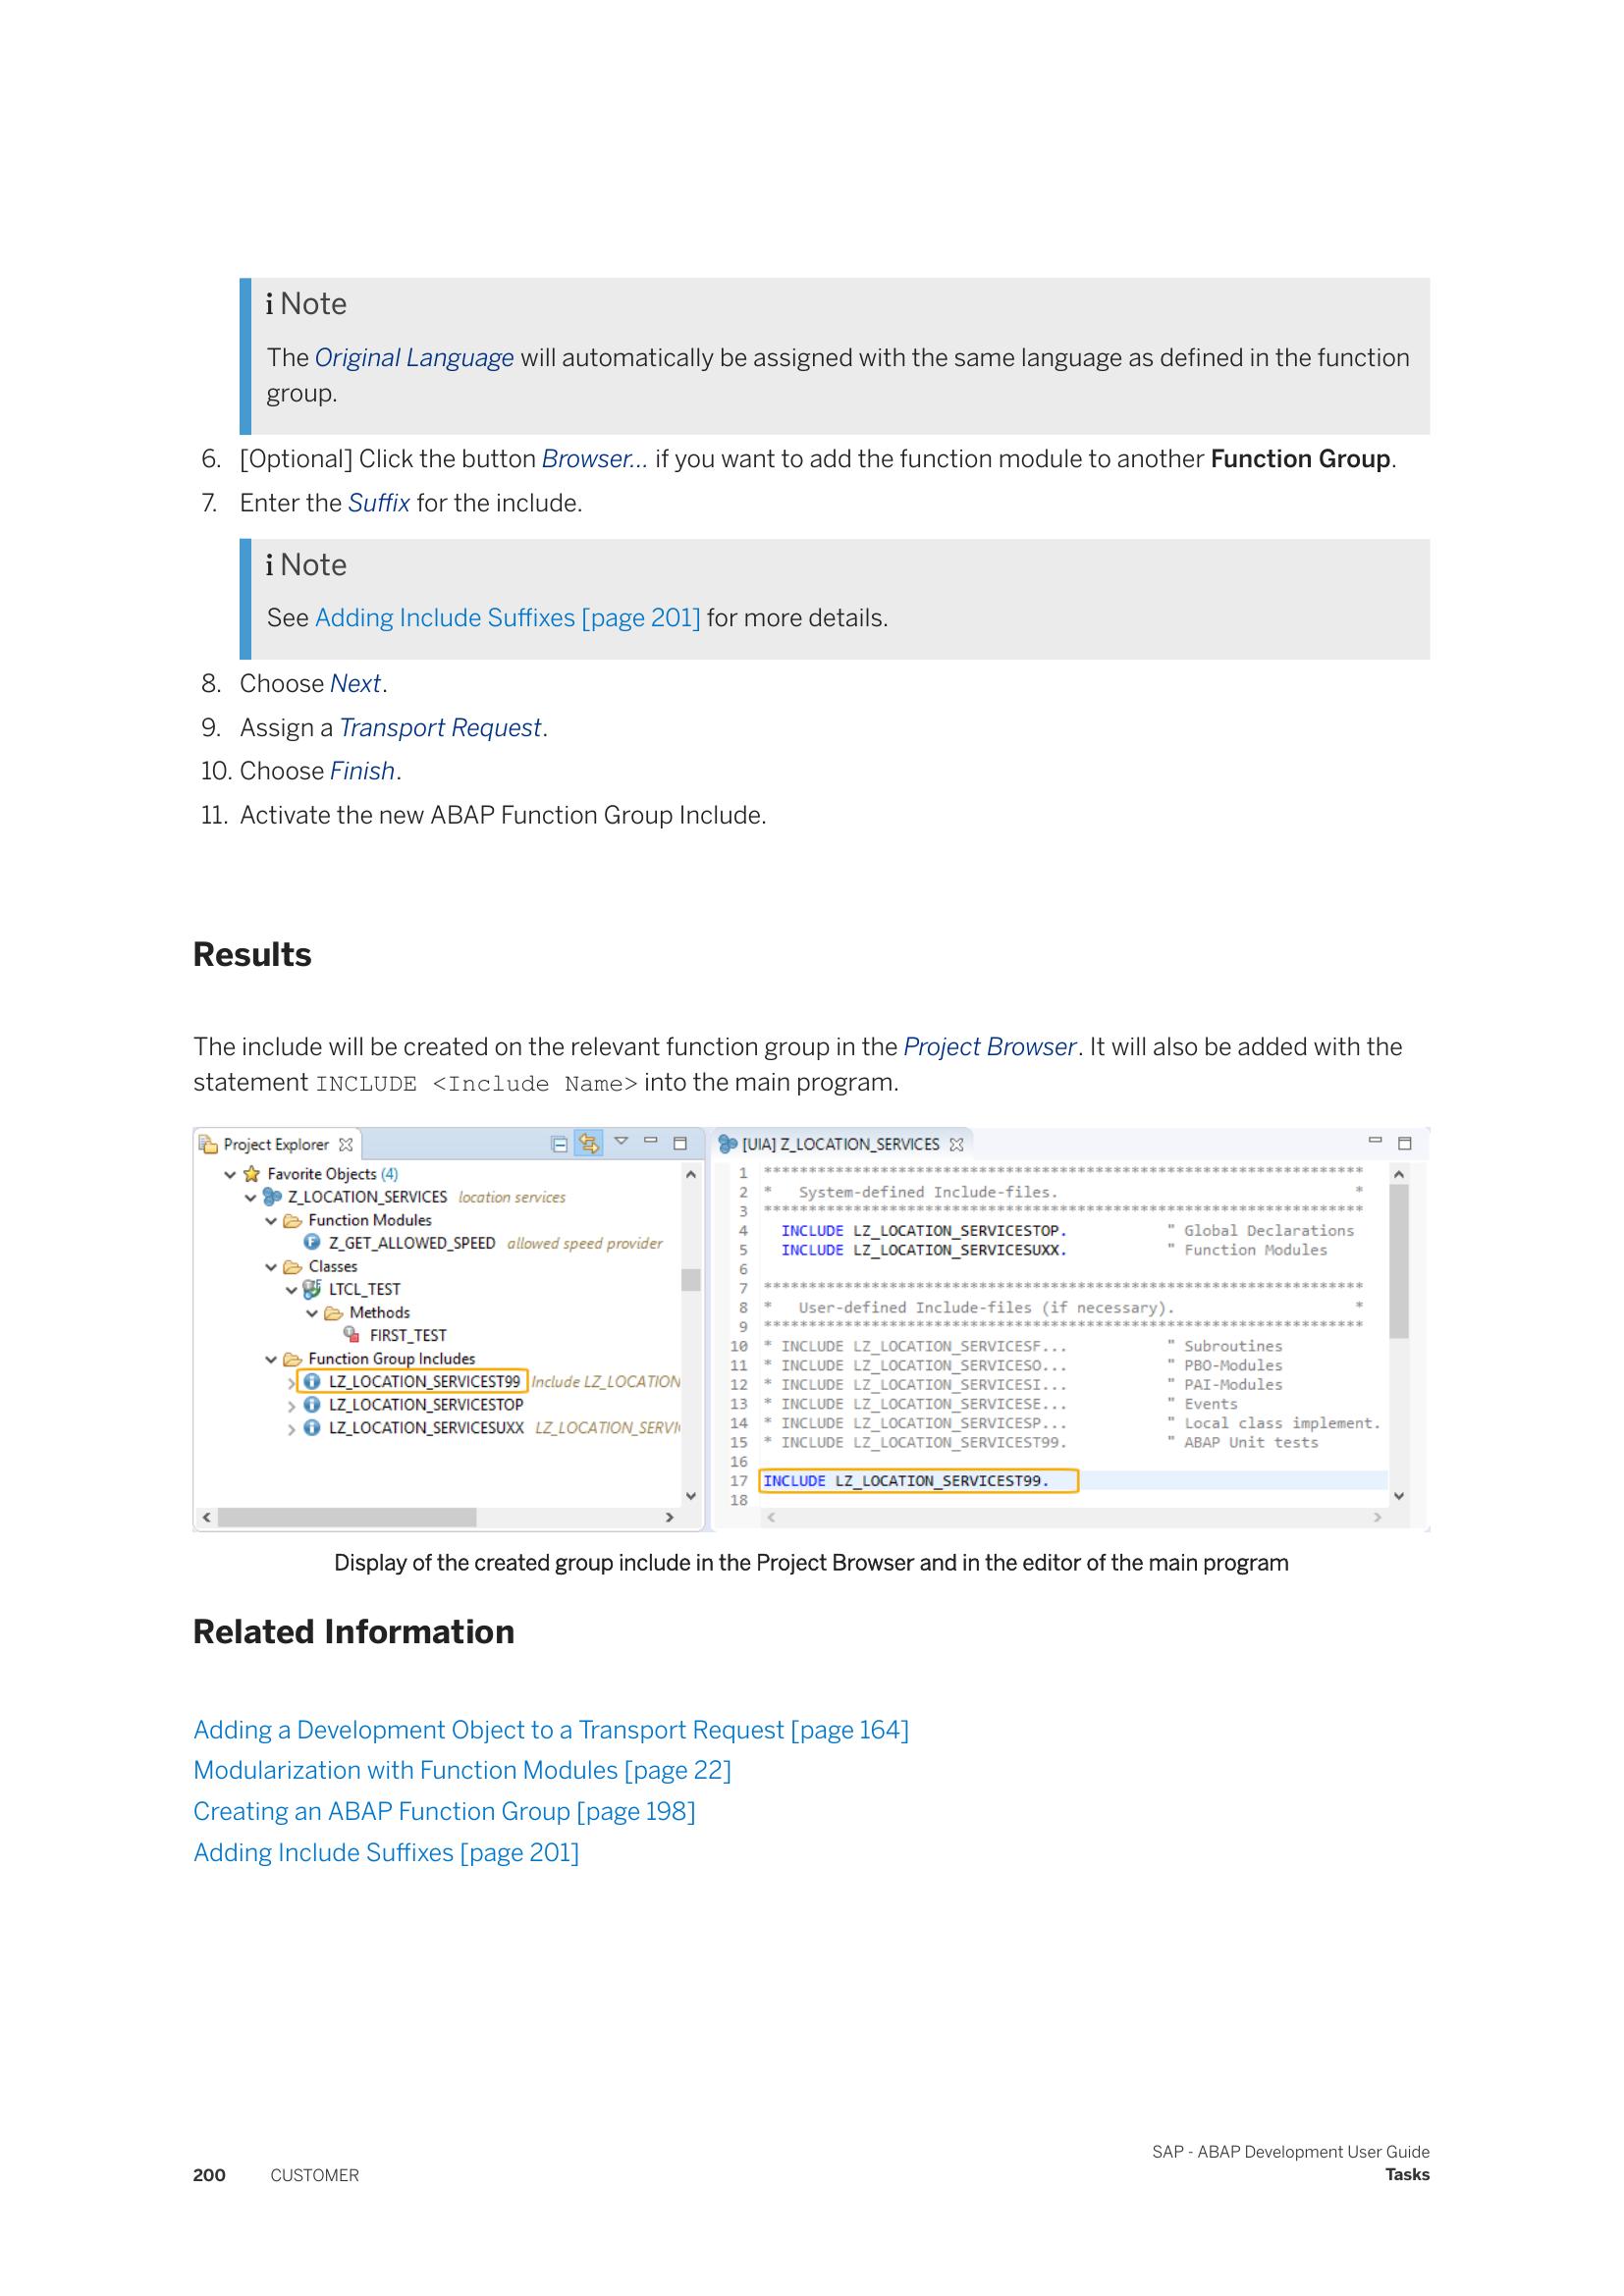 i Note
The Original Language will automatically be assigned with the same language as defined in the function
group.
6. [Optional] Click the button Browser... if you want to add the function module to another Function Group.
7. Enter the Suffix for the include.
i Note
See Adding Include Suffixes [page 201] for more details.
8. Choose Next.
9. Assign a Transport Request.
10. Choose Finish.
11. Activate the new ABAP Function Group Include.
Results
The include will be created on the relevant function group in the Project Browser. It will also be added with the
statement INCLUDE <Include Name> into the main program.
Project Explorer
Favorite Objects (4)
Z_LOCATION_SERVICES location services
Function Modules
Z_GET_ALLOWED_SPEED allowed speed provider
Classes
LTCL_TEST
Methods
FIRST_TEST
Function Group Includes
LZ_LOCATION_SERVICEST99 Include LZ_LOCATION
LZ_LOCATION_SERVICESTOP
LZ_LOCATION_SERVICESUXX LZ_LOCATION_SERVI
[UIA] Z_LOCATION_SERVICES
1 *******************************************************************
2 * System-defined Include-files. *
3 *******************************************************************
4 INCLUDE LZ_LOCATION_SERVICESTOP. " Global Declarations
5 INCLUDE LZ_LOCATION_SERVICESUXX. " Function Modules
6
7 *******************************************************************
8 * User-defined Include-files (if necessary). *
9 *******************************************************************
10 * INCLUDE LZ_LOCATION_SERVICESF... " Subroutines
11 * INCLUDE LZ_LOCATION_SERVICESO... " PBO-Modules
12 * INCLUDE LZ_LOCATION_SERVICESI... " PAI-Modules
13 * INCLUDE LZ_LOCATION_SERVICESE... " Events
14 * INCLUDE LZ_LOCATION_SERVICESP... " Local class implement.
15 * INCLUDE LZ_LOCATION_SERVICEST99. " ABAP Unit tests
16
17 INCLUDE LZ_LOCATION_SERVICEST99.
18
Display of the created group include in the Project Browser and in the editor of the main program
Related Information
Adding a Development Object to a Transport Request [page 164]
Modularization with Function Modules [page 22]
Creating an ABAP Function Group [page 198]
Adding Include Suffixes [page 201]
SAP - ABAP Development User Guide
200 CUSTOMER Tasks